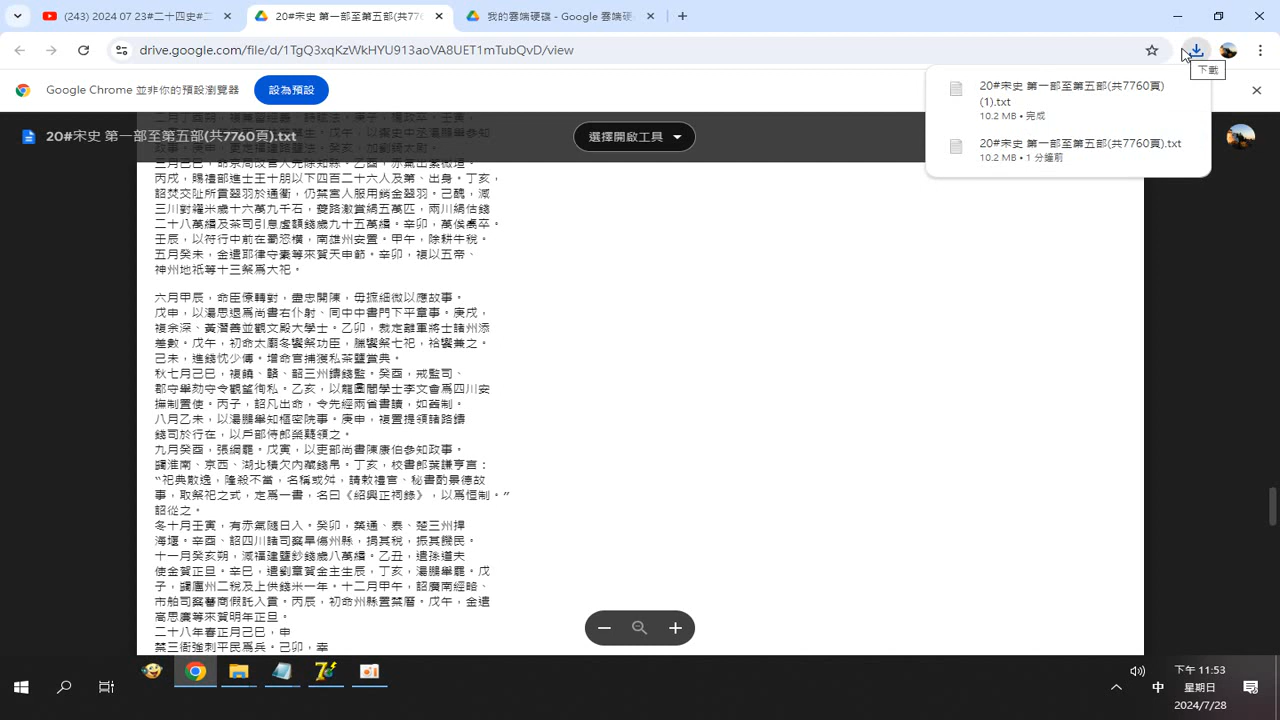 (243) 2024 07 23#二十四史#二
20#宋史 第一部至第五部(共776
我的雲端硬碟 - Google 雲端硬
drive.google.com/file/d/1TgQ3xqKzWkHYU913aoVA8UET1mTubQvD/view
下載
Google Chrome 並非你的預設瀏覽器
設為預設
20#宋史 第一部至第五部(共7760頁)
(1).txt
10.2 MB • 完成
20#宋史 第一部至第五部(共7760頁).txt
10.2 MB • 1 分鐘前
20#宋史 第一部至第五部(共7760頁).txt
選擇開啟工具
丙戌，賜禮部進士王十朋以下四百二十六人及第、出身。丁亥，
詔焚交阯所貢翠羽於通衢，仍禁宮人服用銷金翠羽。己醜，減
三川對糴米歲十六萬九千石，夔路激賞絹五萬匹，兩川絹估錢
二十八萬緡及茶司引息虛額錢歲九十五萬緡。辛卯，萬俟禼卒。
壬辰，以符行中前在蜀恣橫，南雄州安置。甲午，除耕牛稅。
五月癸未，金遣耶律守素等來賀天申節。辛卯，複以五帝、
神州地祇等十三祭爲大祀。
六月甲辰，命臣僚轉對，盡忠開陳，毋摭細微以應故事。
戊申，以湯思退爲尚書右仆射、同中中書門下平章事。庚戌，
複余深、黃潛善並觀文殿大學士。乙卯，裁定離軍將士諸州添
差數。戊午，初命太廟冬饗祭功臣，臘饗祭七祀，祫饗兼之。
己未，進錢忱少傅。增命官捕獲私茶鹽賞典。
秋七月己巳，複饒、贛、韶三州鑄錢監。癸酉，戒監司、
郡守舉劾守令觀望徇私。乙亥，以龍圖閣學士李文會爲四川安
撫制置使。丙子，詔凡出命，令先經兩省書讀，如舊制。
八月乙未，以湯鵬舉知樞密院事。庚申，複置提領諸路鑄
錢司於行在，以戶部侍郎榮薿領之。
九月癸酉，張綱罷。戊寅，以吏部尚書陳康伯參知政事。
蠲淮南、京西、湖北積欠內藏錢帛。丁亥，校書郎葉謙亨言：
“祀典散逸，隆殺不當，名稱或舛，請敕禮官、秘書酌景德故
事，取祭祀之式，定爲一書，名曰《紹興正祠錄》，以爲恒制。”
詔從之。
冬十月壬寅，有赤氣隨日入。癸卯，築通、泰、楚三州捍
海堰。辛酉、詔四川諸司察旱傷州縣，捐其稅，振其饑民。
十一月癸亥朔，減福建鹽鈔錢歲八萬緡。乙丑，遣孫道夫
使金賀正旦。辛巳，遣劉章賀金主生辰，丁亥，湯鵬舉罷。戊
子，蠲廬州二稅及上供錢米一年。十二月甲午，詔廣南經略、
市舶司察蕃商假託入貢。丙辰，初命州縣置禁曆。戊午，金遣
高思廉等來賀明年正旦。
二十八年春正月己巳，申
禁三衙強刺平民爲兵。己卯，幸
中
下午 11:53
星期日
2024/7/28